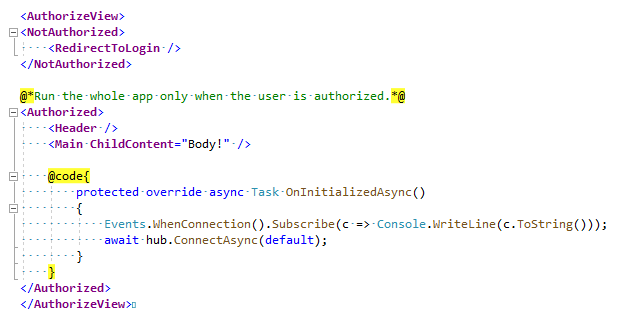 <AuthorizeView>
<NotAuthorized>
    <RedirectToLogin />
</NotAuthorized>

@*Run the whole app only when the user is authorized.*@
<Authorized>
    <Header />
    <Main ChildContent="Body!" />

    @code{
        protected override async Task OnInitializedAsync()
        {
            Events.WhenConnection().Subscribe(c => Console.WriteLine(c.ToString()));
            await hub.ConnectAsync(default);
        }
    }
</Authorized>
</AuthorizeView>